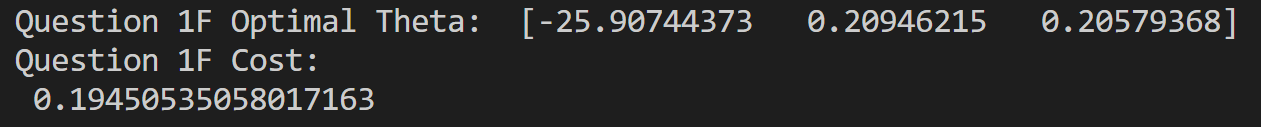 Question 1F Optimal Theta:  [-25.90744373   0.20946215   0.20579368]
Question 1F Cost:
 0.19450535058017163